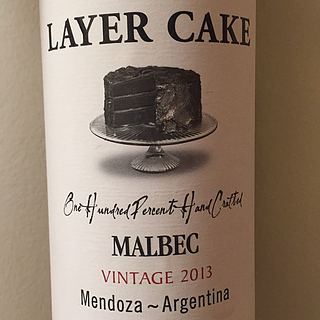 LAYER CAKE
One Hundred Percent Hand Crafted
MALBEC
VINTAGE 2013
Mendoza ~ Argentina